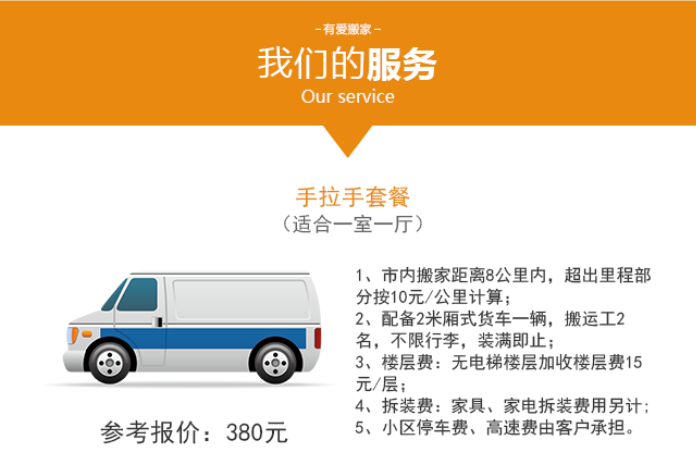 - 有爱搬家 -
我们的服务
Our service
手拉手套餐
（适合一室一厅）
1、市内搬家距离8公里内，超出里程部
分按10元/公里计算；
2、配备2米厢式货车一辆，搬运工2
名，不限行李，装满即止；
3、楼层费：无电梯楼层加收楼层费15
元/层；
4、拆装费：家具、家电拆装费用另计；
5、小区停车费、高速费由客户承担。
参考报价：380元